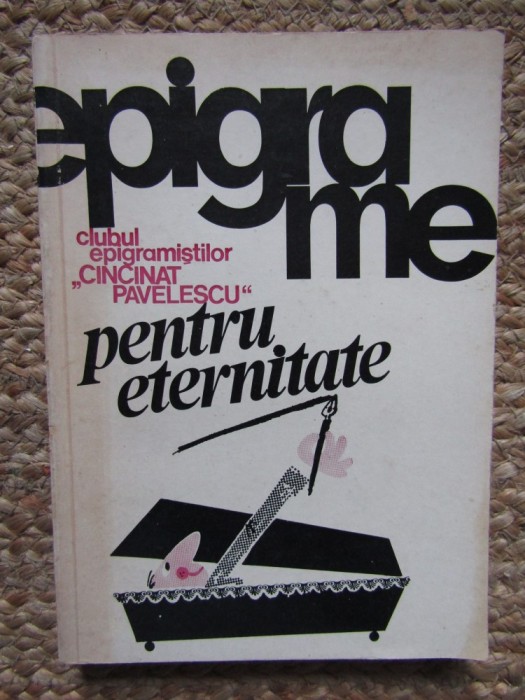 epigra
me
clubul
epigramiştilor
„CINCINAT
PAVELESCU“
pentru
eternitate